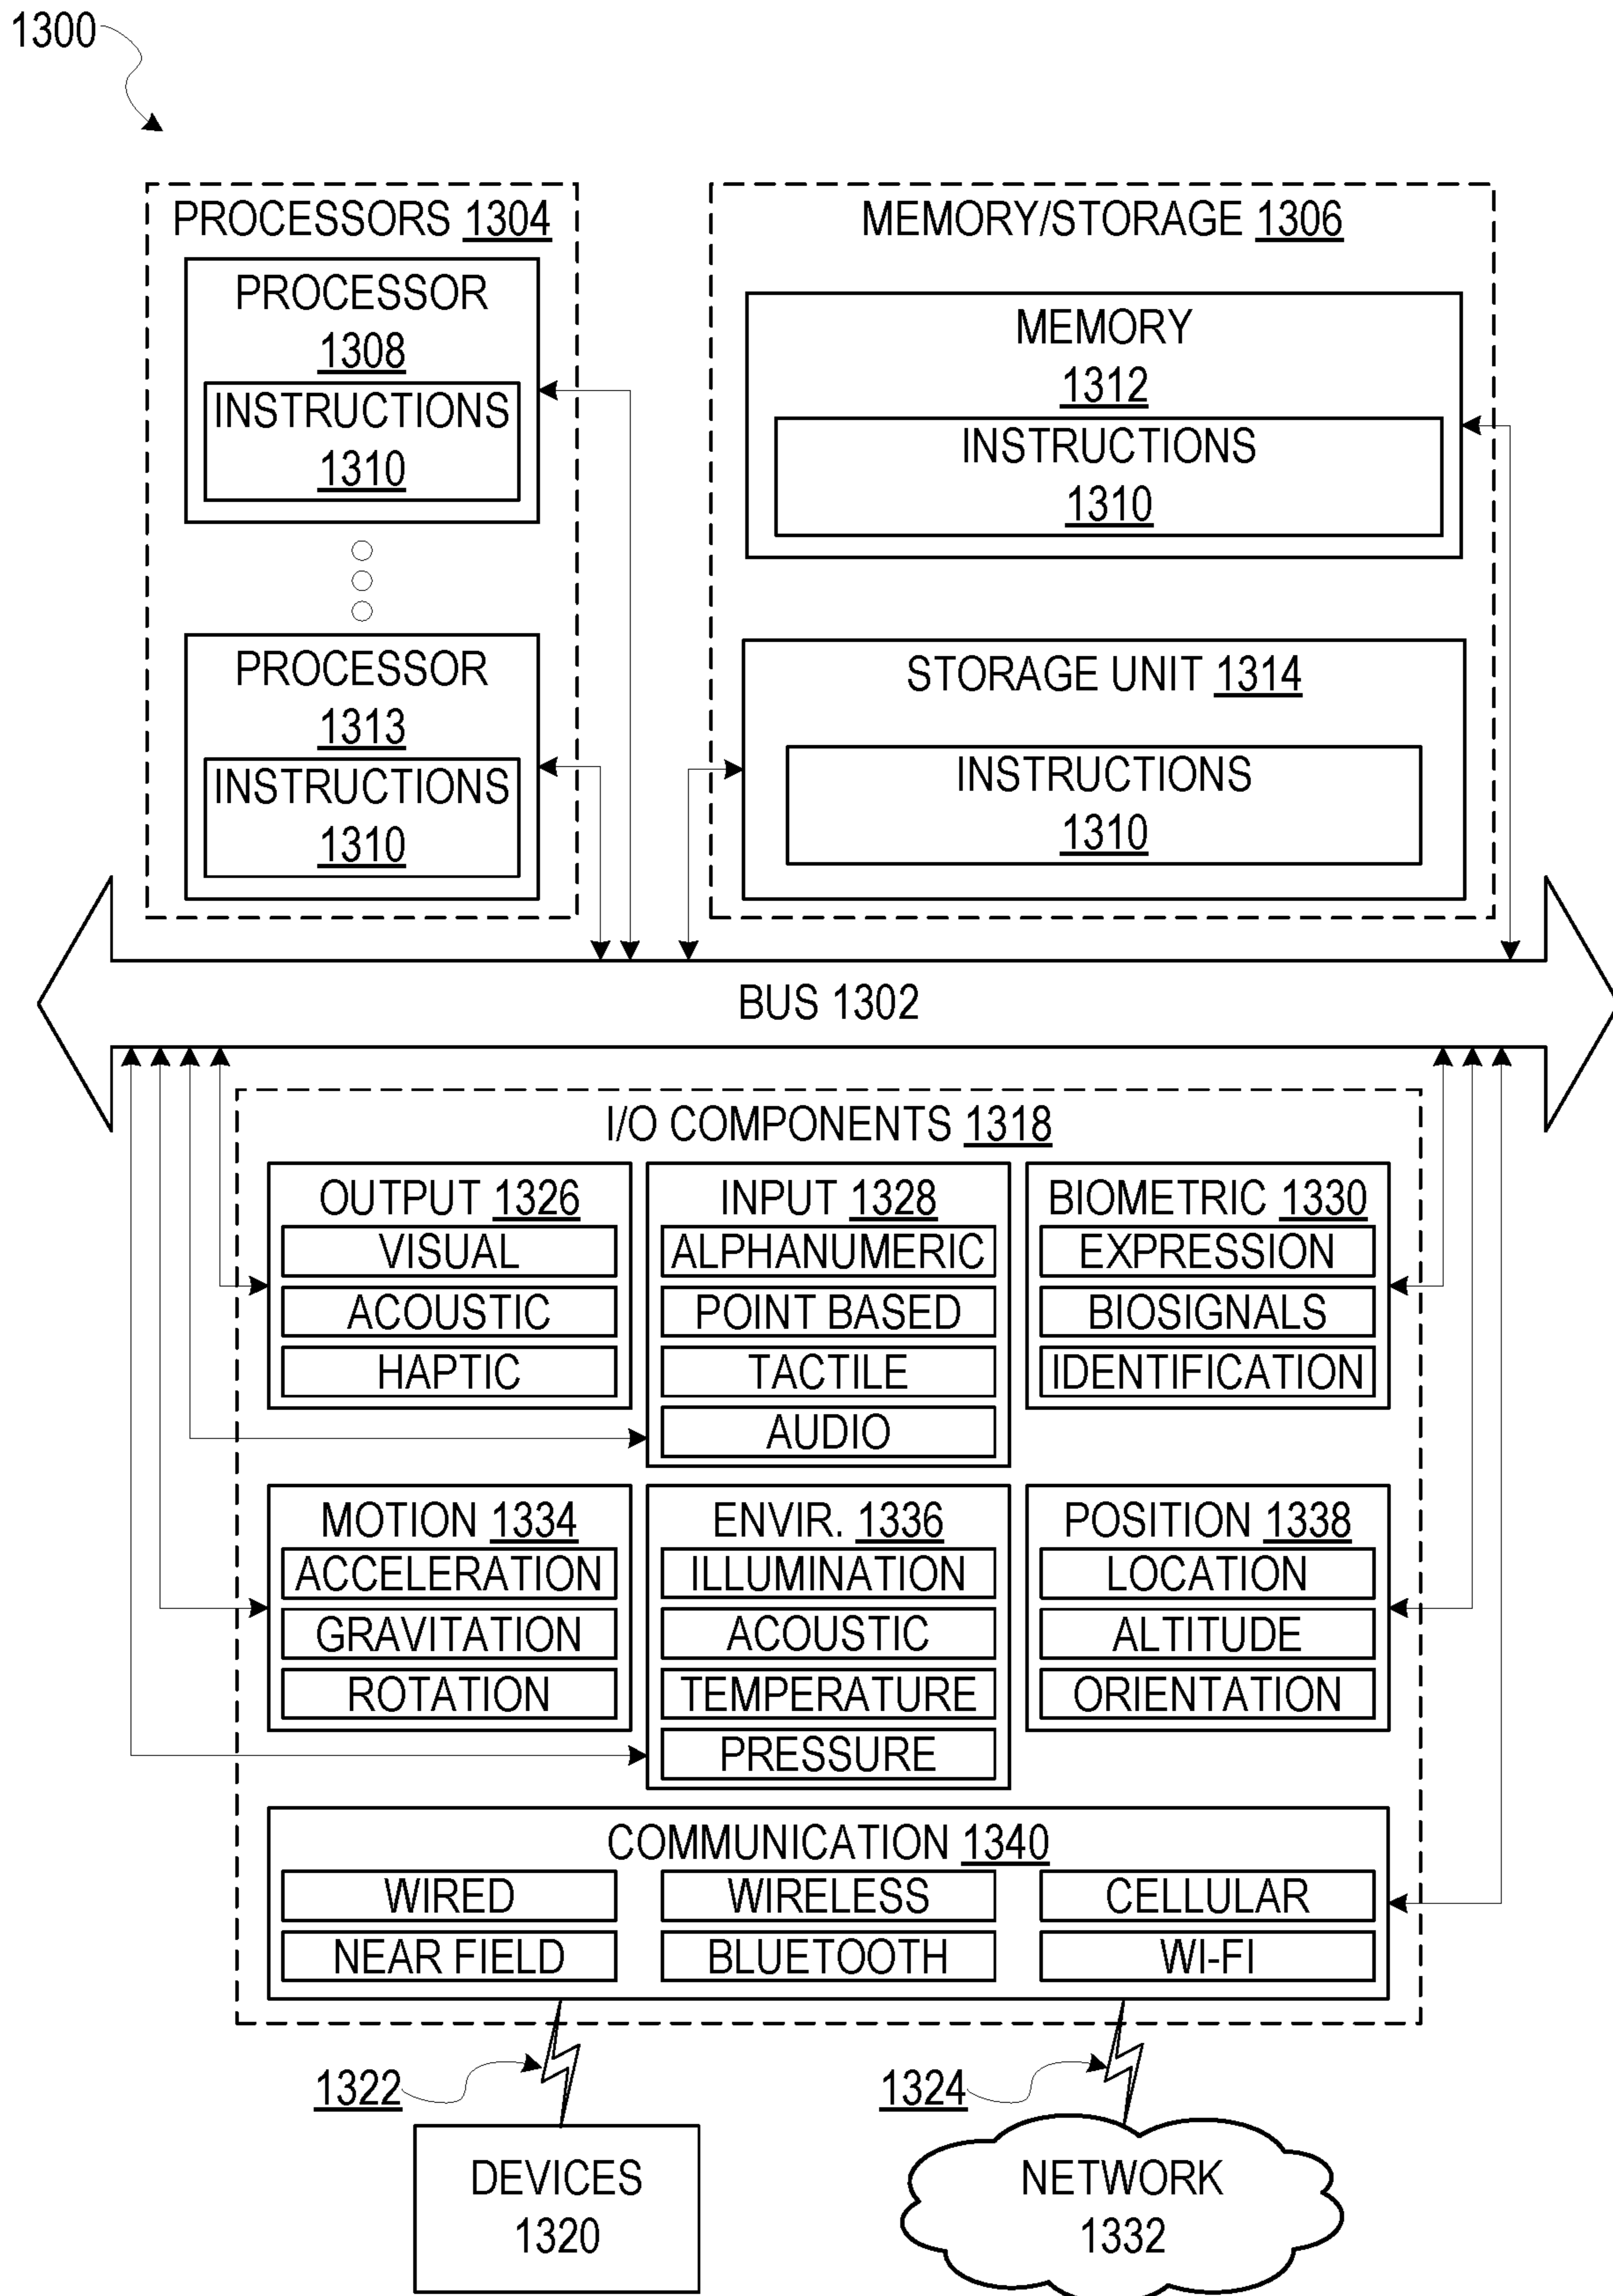 1300
PROCESSORS 1304
PROCESSOR
1308
INSTRUCTIONS
1310
PROCESSOR
1313
INSTRUCTIONS
1310
MEMORY/STORAGE 1306
MEMORY
1312
INSTRUCTIONS
1310
STORAGE UNIT 1314
INSTRUCTIONS
1310
BUS 1302
I/O COMPONENTS 1318
OUTPUT 1326
VISUAL
ACOUSTIC
HAPTIC
INPUT 1328
ALPHANUMERIC
POINT BASED
TACTILE
AUDIO
BIOMETRIC 1330
EXPRESSION
BIOSIGNALS
IDENTIFICATION
MOTION 1334
ACCELERATION
GRAVITATION
ROTATION
ENVIR. 1336
ILLUMINATION
ACOUSTIC
TEMPERATURE
PRESSURE
POSITION 1338
LOCATION
ALTITUDE
ORIENTATION
COMMUNICATION 1340
WIRED
WIRELESS
CELLULAR
NEAR FIELD
BLUETOOTH
WI-FI
1322
1324
DEVICES
1320
NETWORK
1332